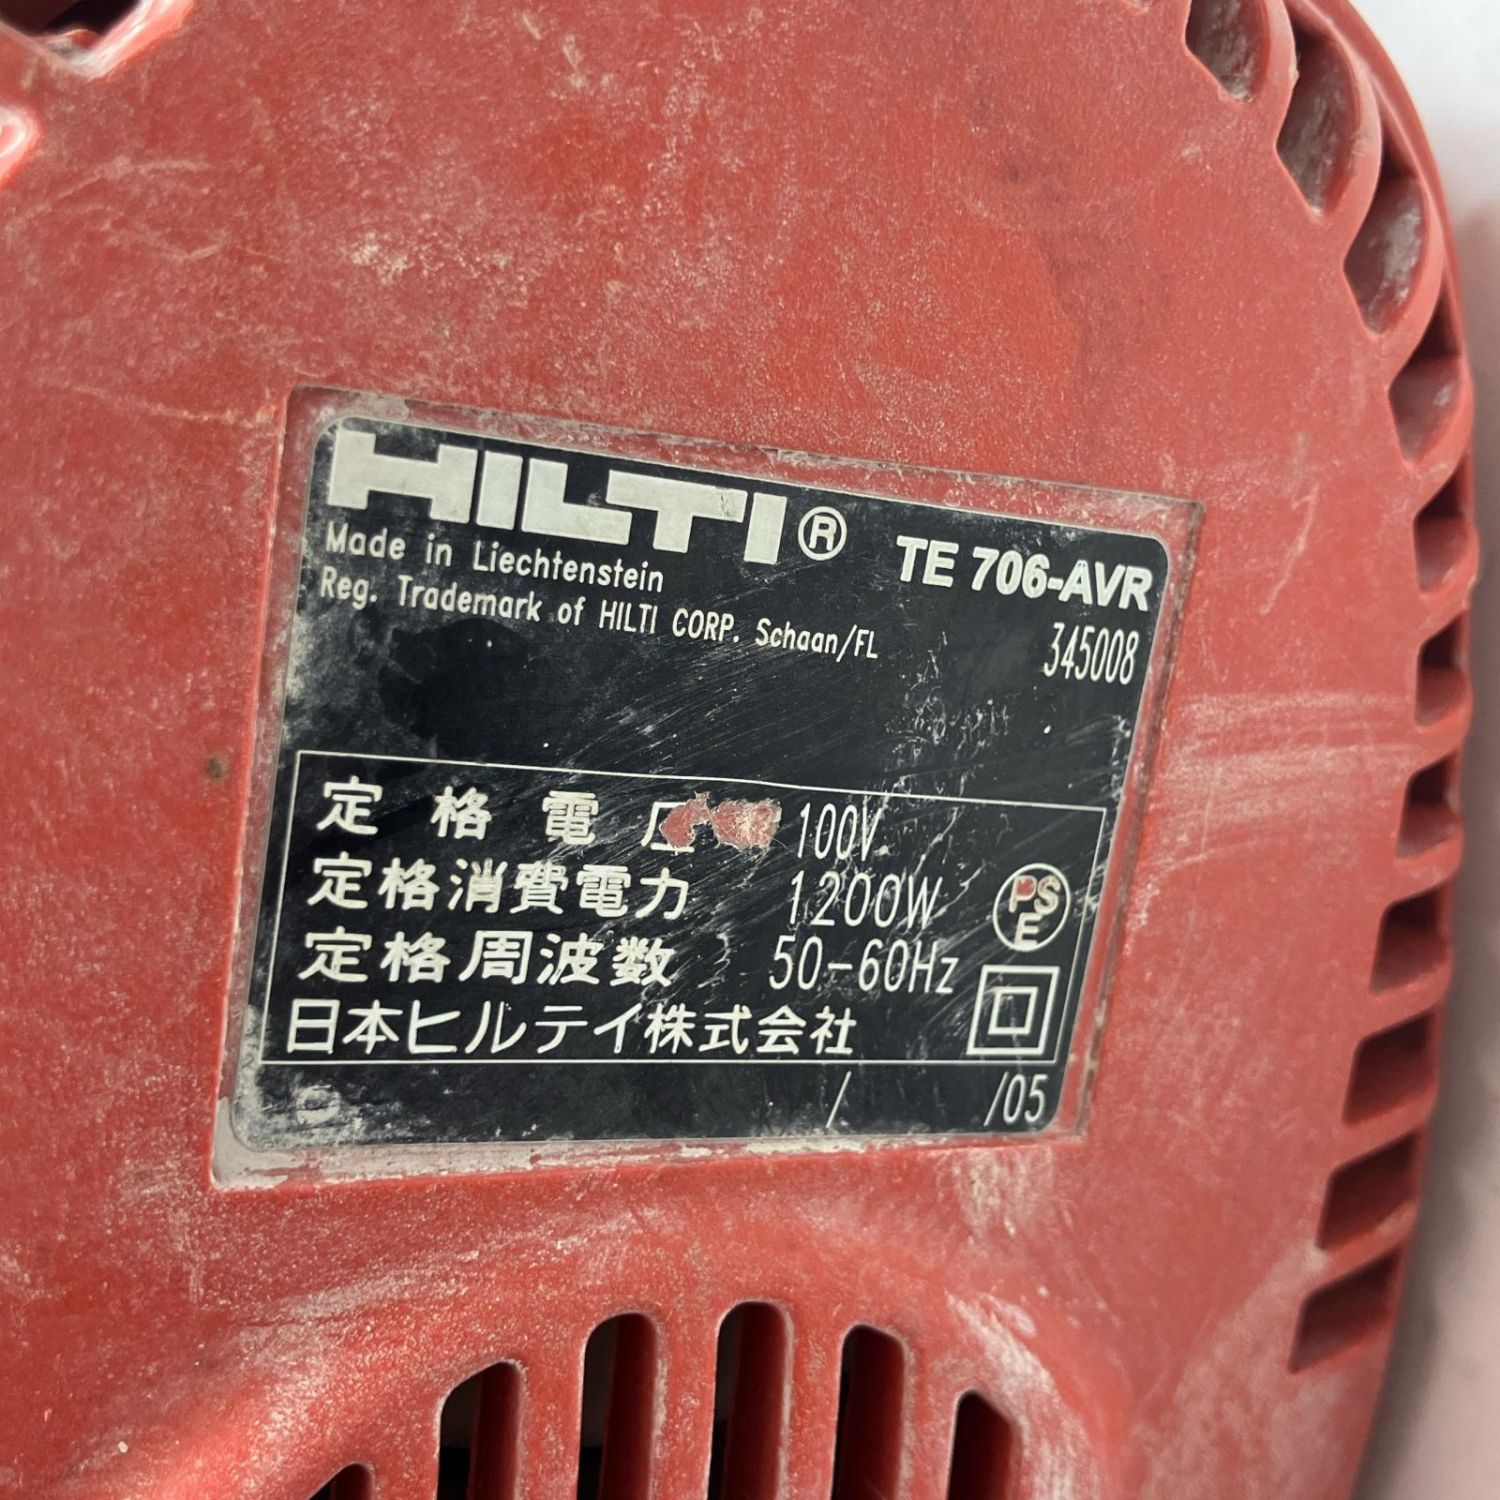 HILTI® TE 706-AVR
Made in Liechtenstein
Reg. Trademark of HILTI CORP. Schaan/FL 345008
定格電 100V
定格消費電力 1200W
定格周波数 50-60Hz
PSE
日本ヒルティ株式会社
/ /05